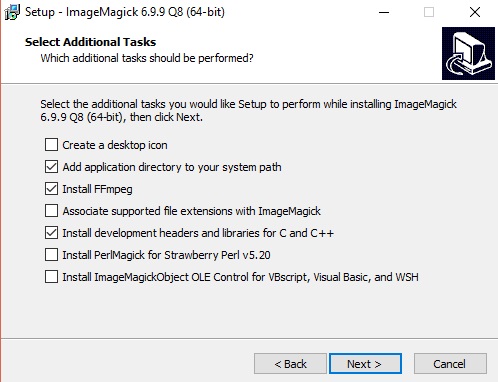 Setup - ImageMagick 6.9.9 Q8 (64-bit)
Select Additional Tasks
Which additional tasks should be performed?
Select the additional tasks you would like Setup to perform while installing ImageMagick
6.9.9 Q8 (64-bit), then click Next.
Create a desktop icon
Add application directory to your system path
Install FFmpeg
Associate supported file extensions with ImageMagick
Install development headers and libraries for C and C++
Install PerlMagick for Strawberry Perl v5.20
Install ImageMagickObject OLE Control for VBscript, Visual Basic, and WSH
< Back Next > Cancel